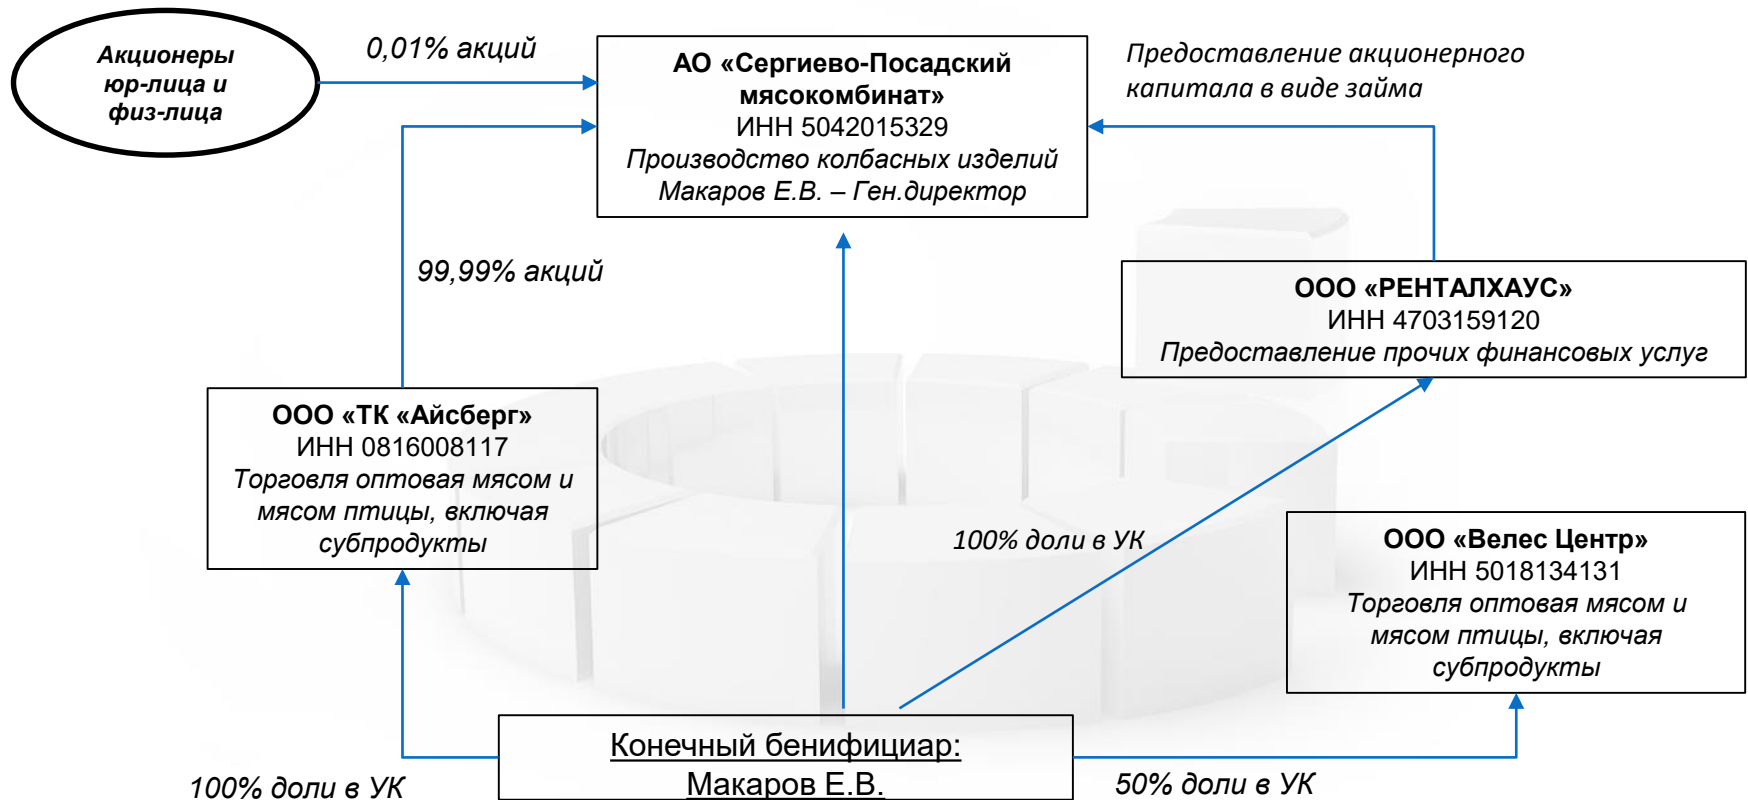 Акционеры
юр-лица и
физ-лица
0,01% акций
АО «Сергиево-Посадский
мясокомбинат»
ИНН 5042015329
Производство колбасных изделий
Макаров Е.В. – Ген.директор
Предоставление акционерного
капитала в виде займа
99,99% акций
ООО «РЕНТАЛХАУС»
ИНН 4703159120
Предоставление прочих финансовых услуг
ООО «ТК «Айсберг»
ИНН 0816008117
Торговля оптовая мясом и
мясом птицы, включая
субпродукты
100% доли в УК
ООО «Велес Центр»
ИНН 5018134131
Торговля оптовая мясом и
мясом птицы, включая
субпродукты
Конечный бенифициар:
Макаров Е.В.
100% доли в УК
50% доли в УК